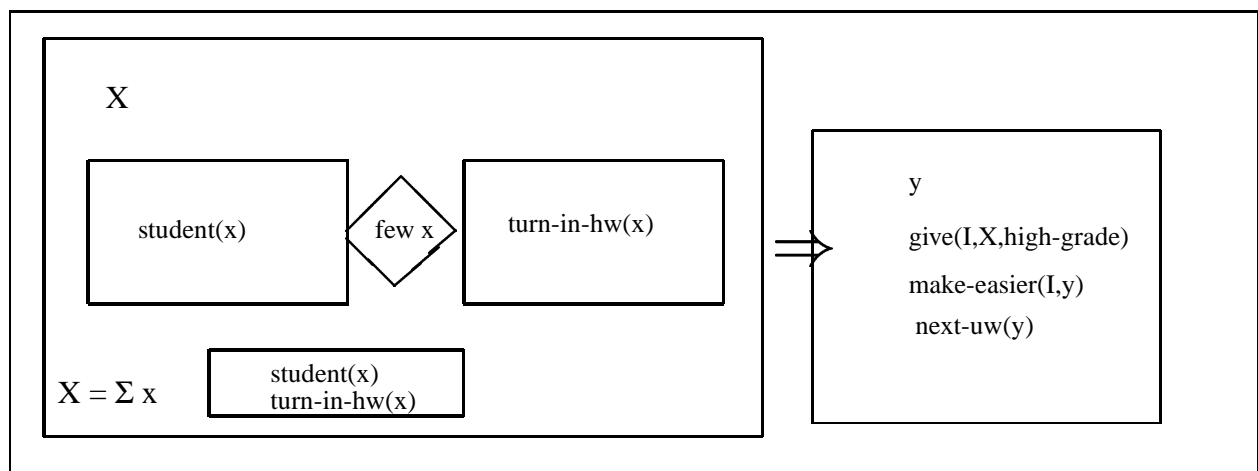 X
student(x)
few x
turn-in-hw(x)
X = Σ x
student(x)
turn-in-hw(x)
⇒
y
give(I,X,high-grade)
make-easier(I,y)
next-uw(y)